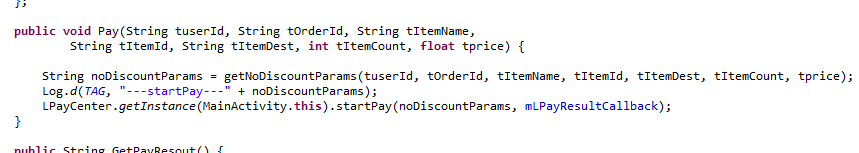 };
public void Pay(String tuserId, String tOrderId, String tItemName,
String tItemId, String tItemDest, int tItemCount, float tprice) {
String noDiscountParams = getNoDiscountParams(tuserId, tOrderId, tItemName, tItemId, tItemDest, tItemCount, tprice);
Log.d(TAG, "---startPay---" + noDiscountParams);
LPayCenter.getInstance(MainActivity.this).startPay(noDiscountParams, mLPayResultCallback);
}
public String GetPayResout() {